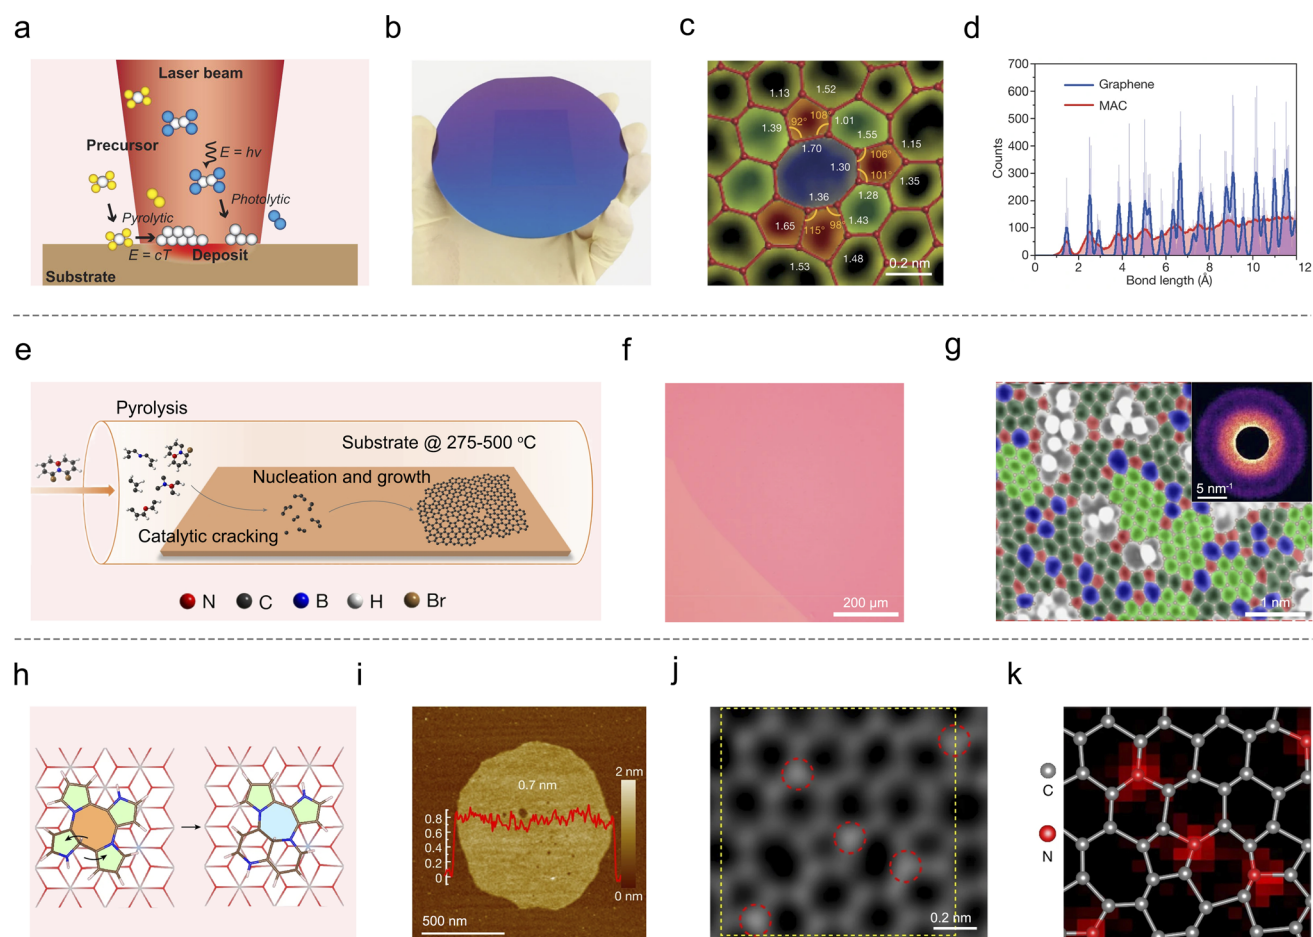 a
Laser beam
Precursor
E = hv
Pyrolytic
Photolytic
E = cT
Deposit
Substrate
b
c
1.13
1.52
92°
108°
1.01
1.39
1.55
1.70
1.15
106°
1.30
101°
1.36
1.35
1.28
1.65
115°
98°
1.43
1.53
1.48
0.2 nm
d
700
600
500
400
300
200
100
0
Counts
Graphene
MAC
0
2
4
6
8
10
12
Bond length (Å)
e
Pyrolysis
Substrate @ 275-500 ºC
Nucleation and growth
Catalytic cracking
N
C
B
H
Br
f
200 µm
g
5 nm⁻¹
1 nm
h
i
2 nm
0.7 nm
0.8
0.6
0.4
0.2
0
0 nm
500 nm
j
0.2 nm
k
C
N